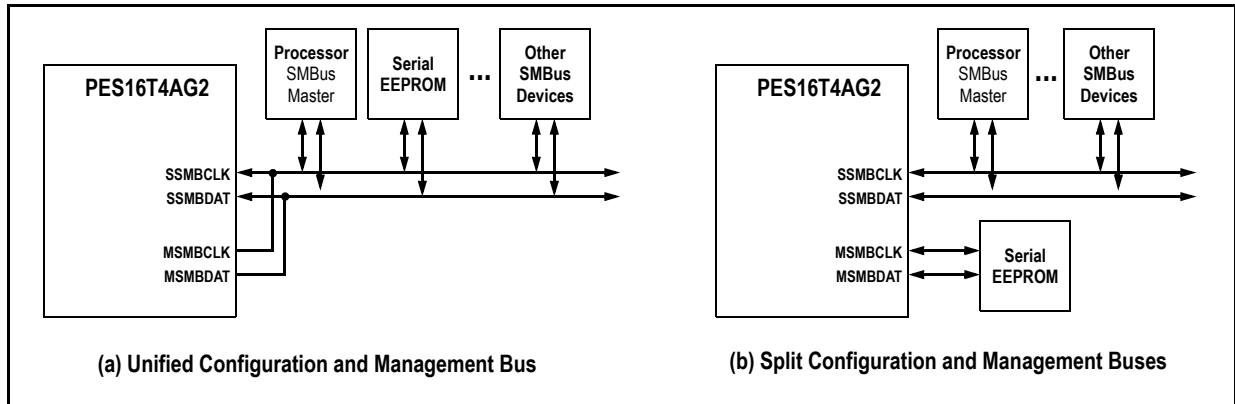 PES16T4AG2
Processor
SMBus
Master
Serial
EEPROM
...
Other
SMBus
Devices
SSMBCLK
SSMBDAT
MSMBCLK
MSMBDAT
(a) Unified Configuration and Management Bus
PES16T4AG2
Processor
SMBus
Master
...
Other
SMBus
Devices
SSMBCLK
SSMBDAT
MSMBCLK
MSMBDAT
Serial
EEPROM
(b) Split Configuration and Management Buses